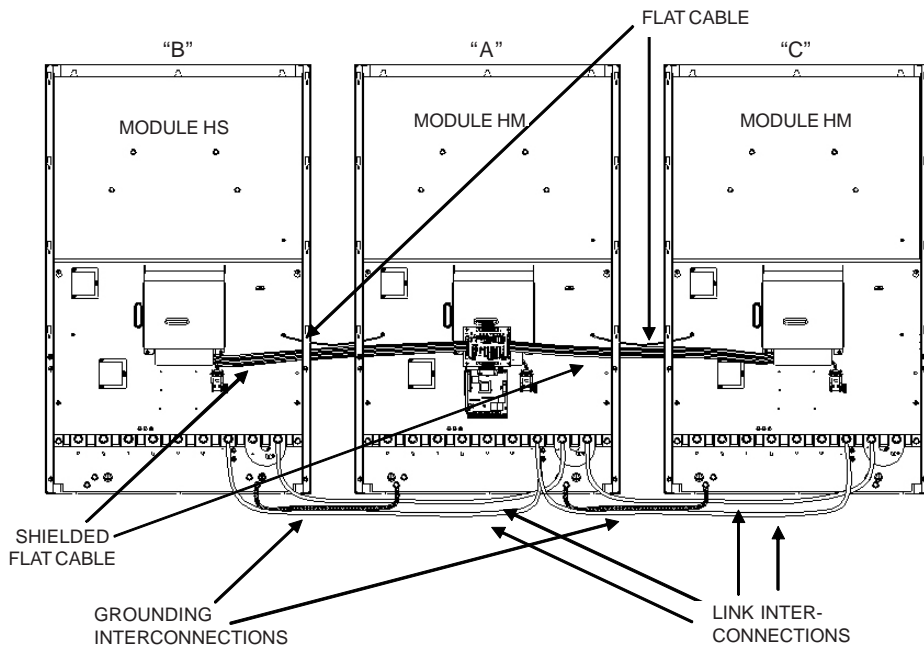 FLAT CABLE
“B”
“A”
“C”
MODULE HS
MODULE HM
MODULE HM
SHIELDED
FLAT CABLE
GROUNDING
INTERCONNECTIONS
LINK INTER-
CONNECTIONS